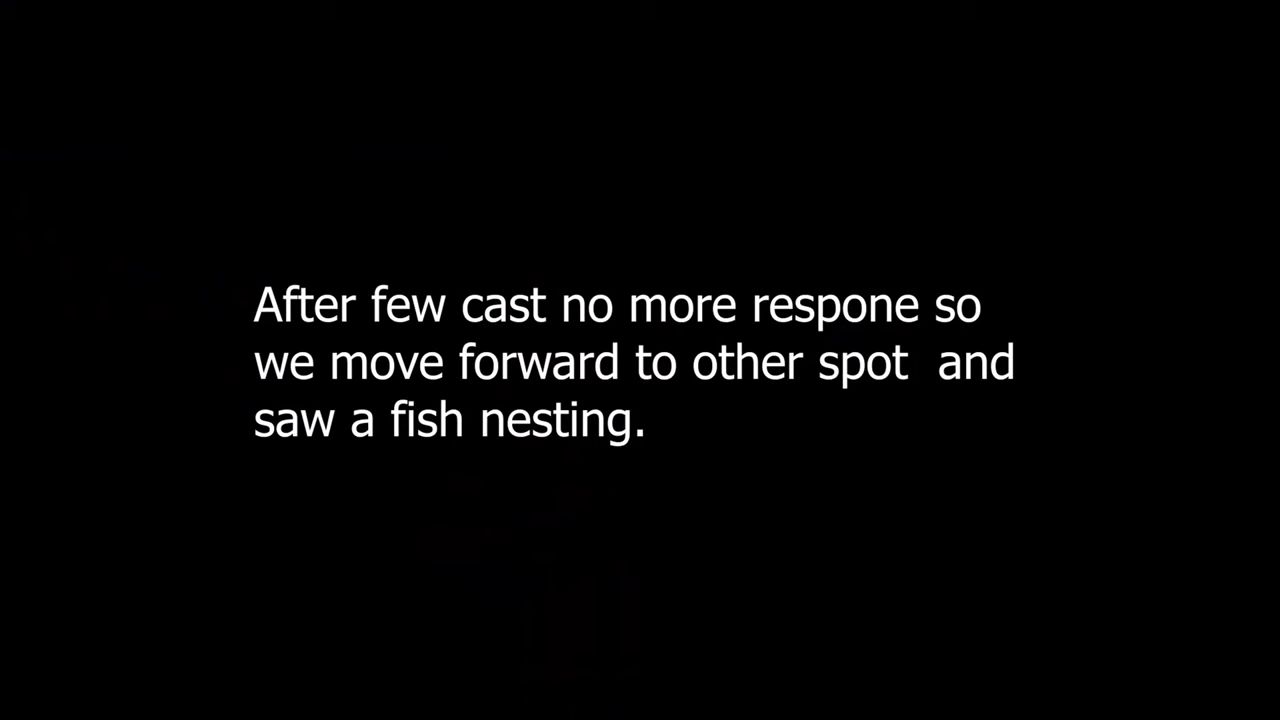 After few cast no more respone so
we move forward to other spot  and
saw a fish nesting.